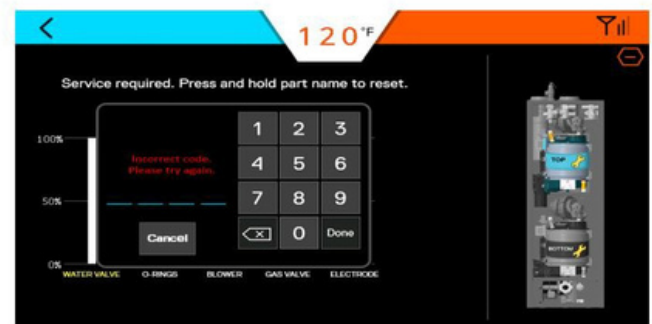 120°F
Service required. Press and hold part name to reset.
100%
50%
0%
Incorrect code.
Please try again.
1 2 3
4 5 6
7 8 9
0 Done
Cancel
WATER VALVE O-RINGS BLOWER GAS VALVE ELECTRODE
TOP
BOTTOM